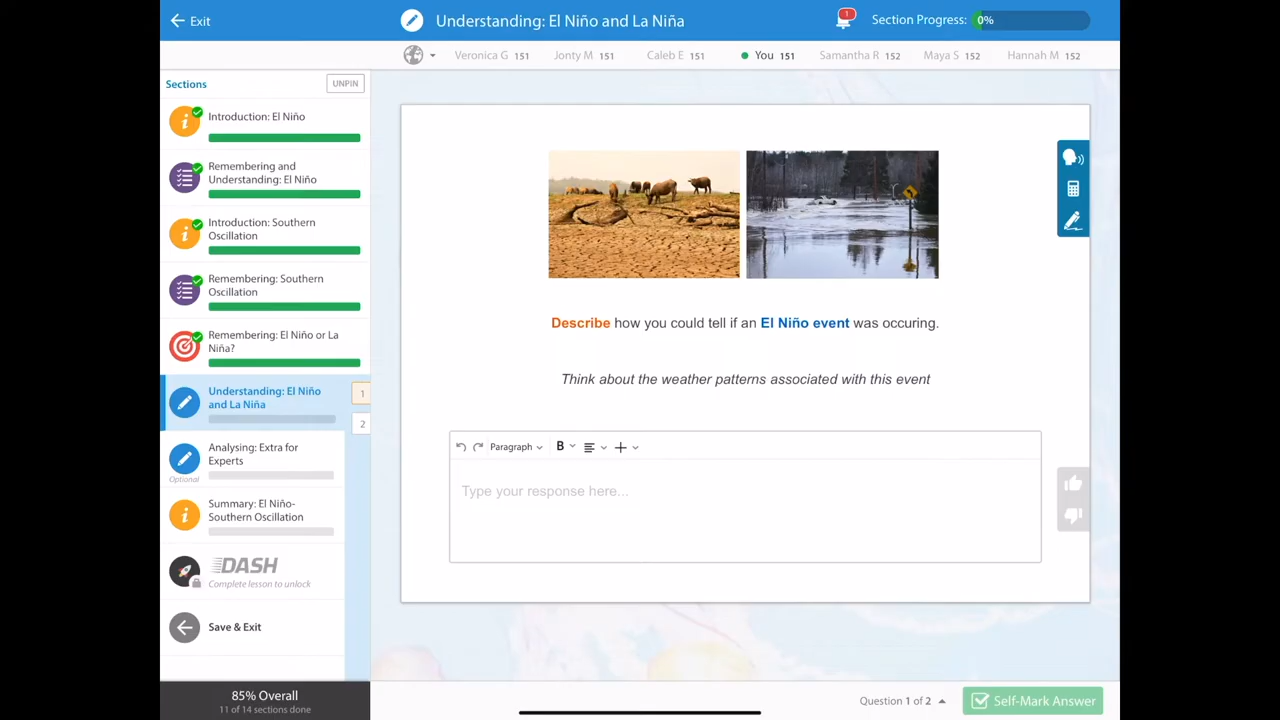 Exit
Understanding: El Niño and La Niña
1
Section Progress: 0%
Veronica G 151
Jonty M 151
Caleb E 151
You 151
Samantha R 152
Maya S 152
Hannah M 152
Sections
UNPIN
Introduction: El Niño
Remembering and
Understanding: El Niño
Introduction: Southern
Oscillation
Remembering: Southern
Oscillation
Remembering: El Niño or La
Niña?
Understanding: El Niño
and La Niña
1
2
Analysing: Extra for
Experts
Optional
Summary: El Niño-
Southern Oscillation
DASH
Complete lesson to unlock
Save & Exit
85% Overall
11 of 14 sections done
Describe how you could tell if an El Niño event was occuring.
Think about the weather patterns associated with this event
Paragraph
B
Type your response here...
Question 1 of 2
Self-Mark Answer